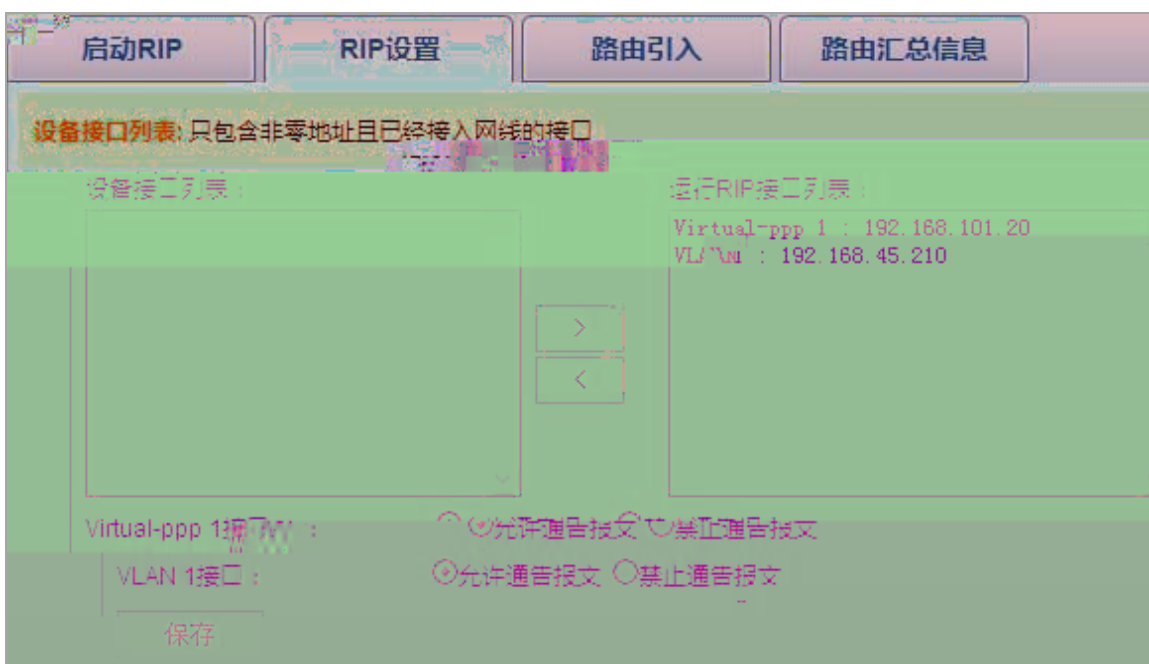 启动RIP RIP设置 路由引入 路由汇总信息
设备接口列表: 只包含非零地址且已经接入网线的接口
设备接口列表: 运行RIP接口列表:
Virtual-ppp 1 : 192.168.101.20
: 192.168.45.210
>
<
Virtual-ppp 1 : 允许通告报文 禁止通告报文
VLAN 1接口: 允许通告报文 禁止通告报文
保存